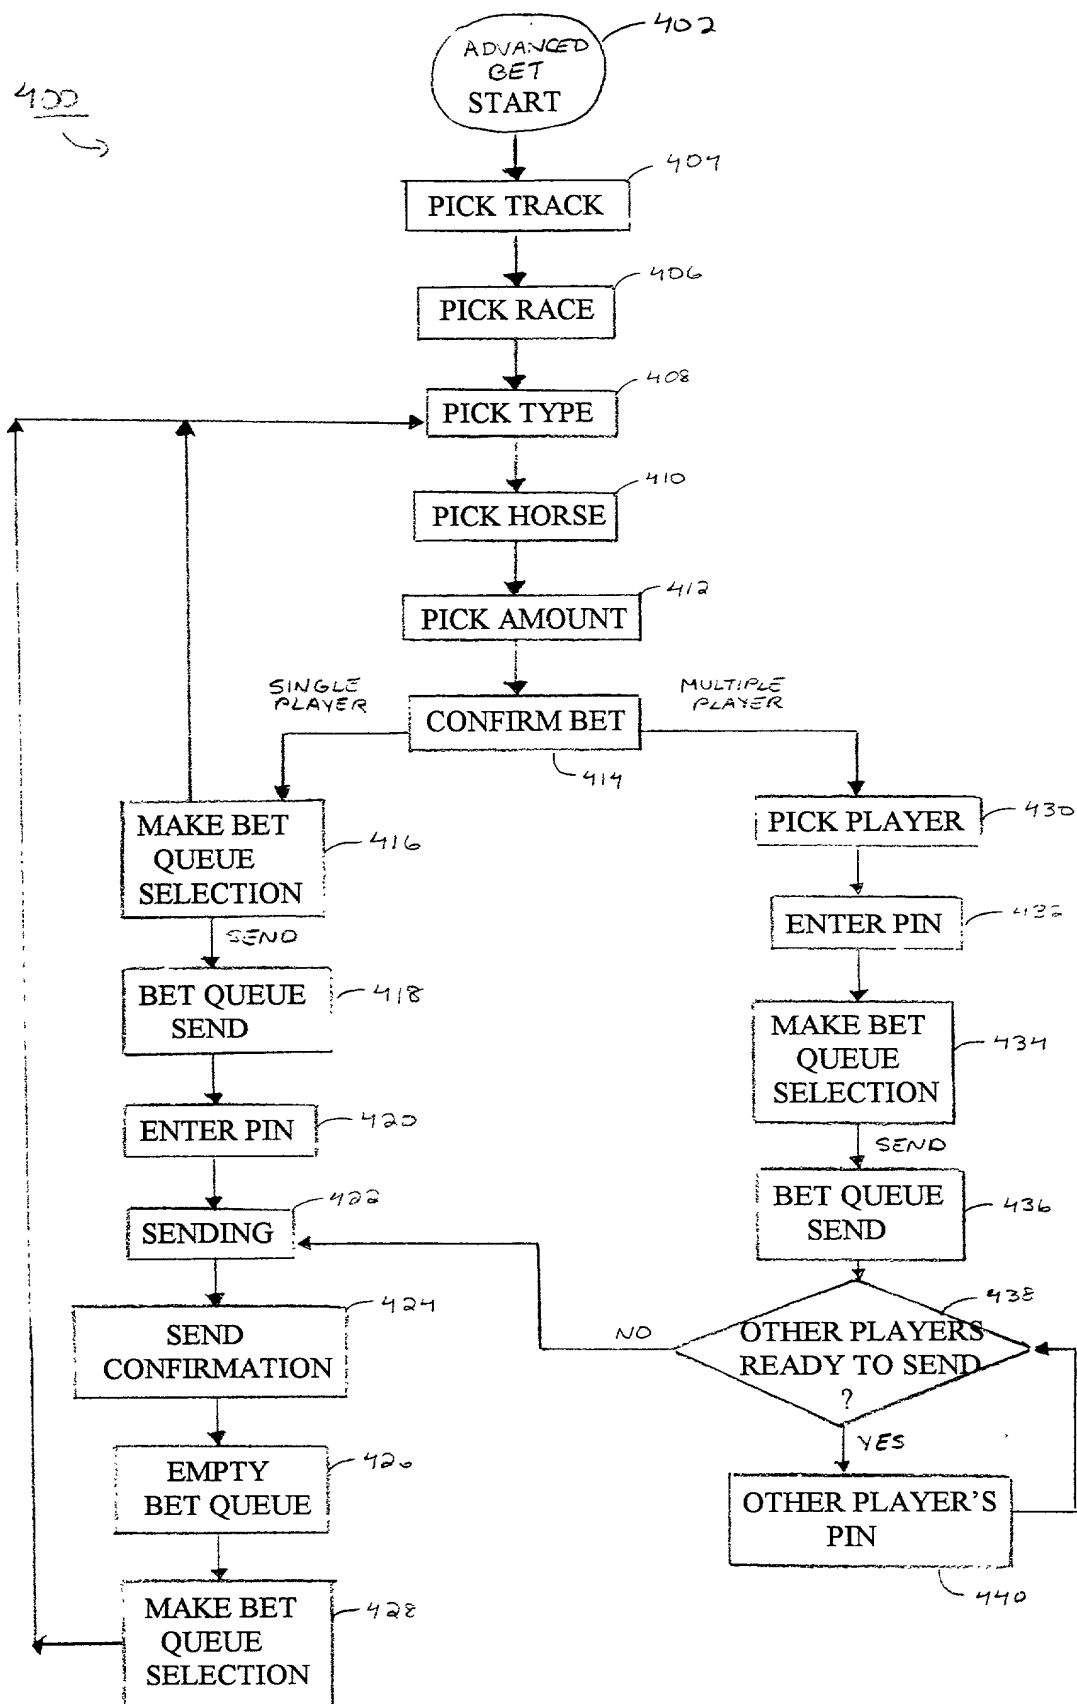 402
ADVANCED
BET
START
400
404
PICK TRACK
406
PICK RACE
408
PICK TYPE
410
PICK HORSE
412
PICK AMOUNT
SINGLE
PLAYER
MULTIPLE
PLAYER
CONFIRM BET
414
MAKE BET
QUEUE
SELECTION
416
SEND
BET QUEUE
SEND
418
ENTER PIN
420
422
SENDING
424
SEND
CONFIRMATION
EMPTY
BET QUEUE
426
MAKE BET
QUEUE
SELECTION
428
PICK PLAYER
430
ENTER PIN
432
MAKE BET
QUEUE
SELECTION
434
SEND
BET QUEUE
SEND
436
438
NO
OTHER PLAYERS
READY TO SEND
?
YES
OTHER PLAYER'S
PIN
440